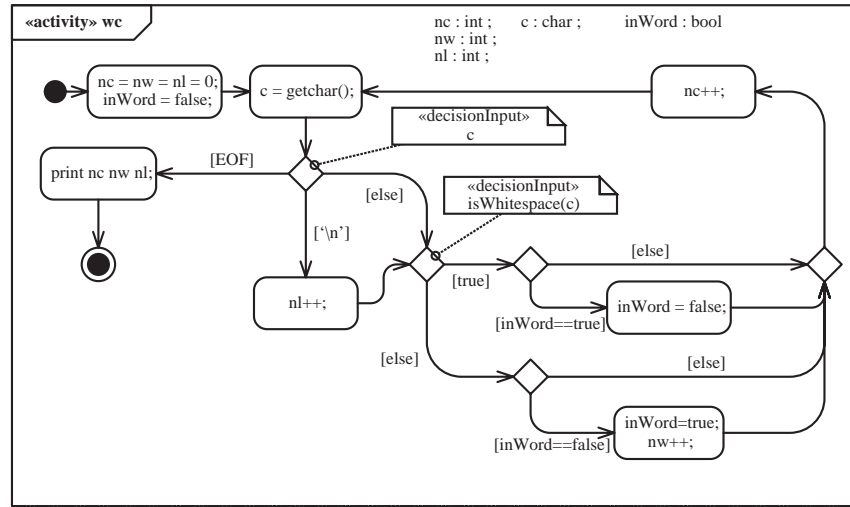 «activity» wc
nc : int ; c : char ; inWord : bool
nw : int ;
nl : int ;
nc = nw = nl = 0;
inWord = false;
c = getchar();
nc++;
«decisionInput»
c
[EOF]
print nc nw nl;
[else]
«decisionInput»
isWhitespace(c)
[‘\n’]
nl++;
[true]
[else]
inWord = false;
[inWord==true]
[else]
[else]
inWord=true;
nw++;
[inWord==false]